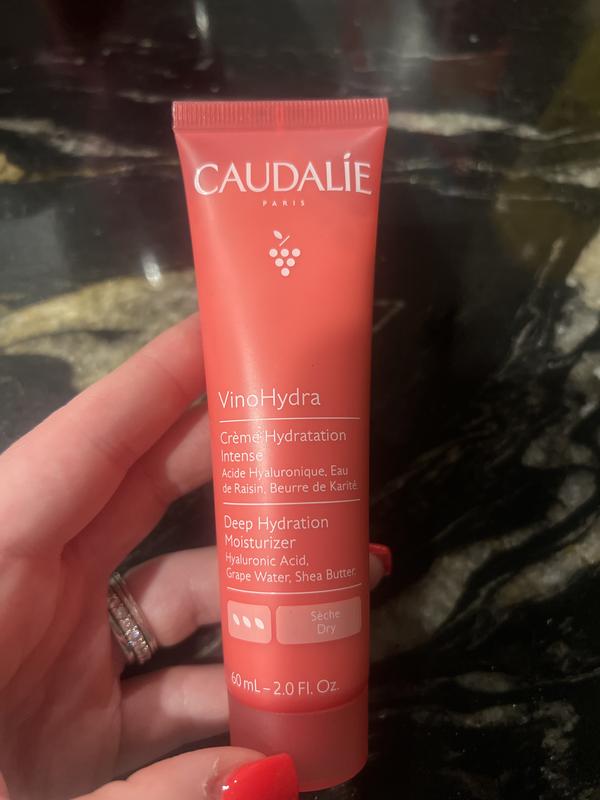 CAUDALÍE
PARIS
VinoHydra
Crème Hydratation
Intense
Acide Hyaluronique, Eau
de Raisin, Beurre de Karité.
Deep Hydration
Moisturizer
Hyaluronic Acid,
Grape Water, Shea Butter.
Sèche
Dry
60 mL – 2.0 Fl. Oz.